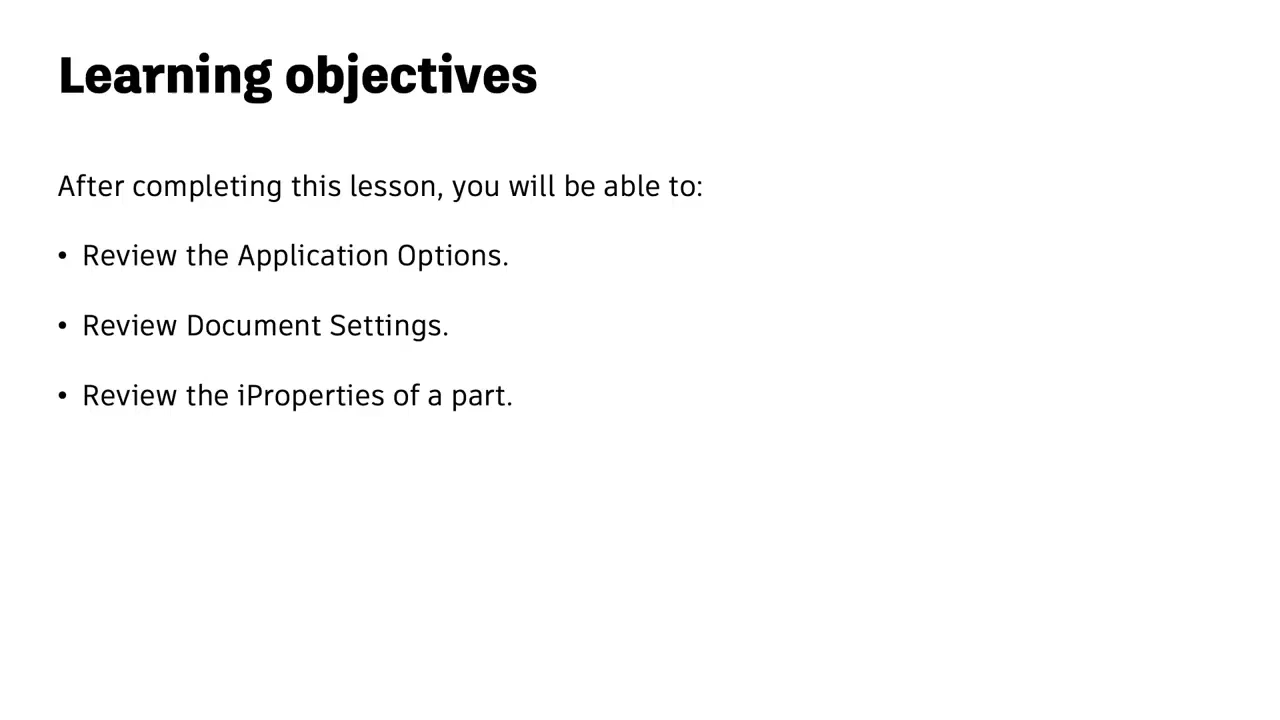 Learning objectives
After completing this lesson, you will be able to:
• Review the Application Options.
• Review Document Settings.
• Review the iProperties of a part.